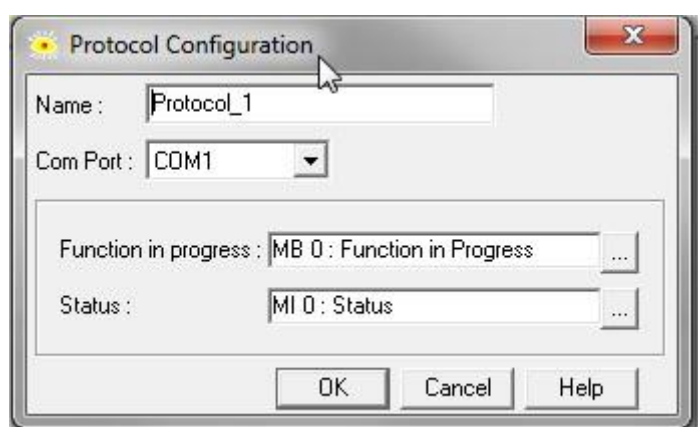 Protocol Configuration
Name : Protocol_1
Com Port : COM1
Function in progress : MB 0 : Function in Progress ...
Status : MI 0 : Status ...
OK Cancel Help